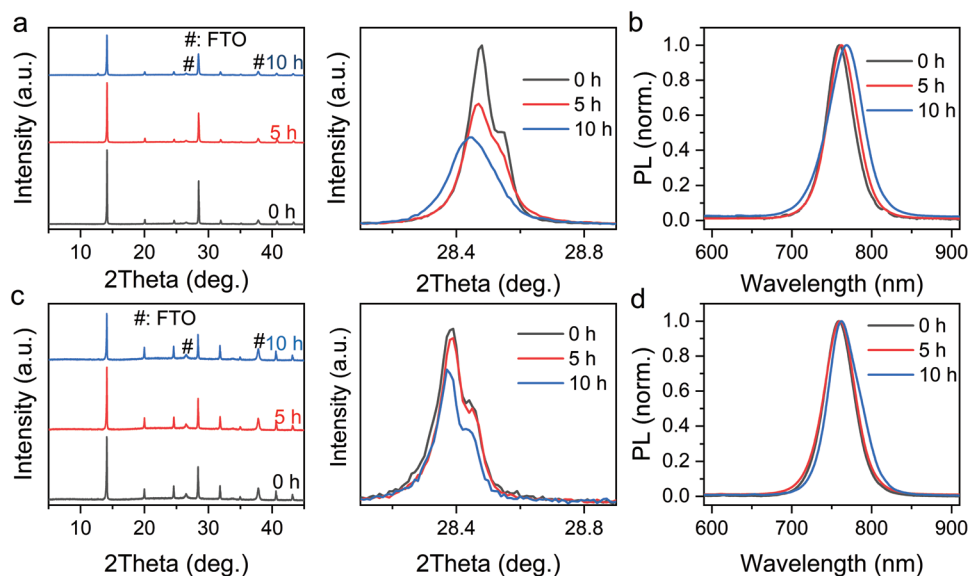 a
Intensity (a.u.)
#: FTO
#
#
10 h
5 h
0 h
10 20 30 40
2Theta (deg.)
Intensity (a.u.)
0 h
5 h
10 h
28.4 28.8
2Theta (deg.)
b
PL (norm.)
1.0
0.8
0.6
0.4
0.2
0.0
0 h
5 h
10 h
600 700 800 900
Wavelength (nm)
c
Intensity (a.u.)
#: FTO
#
#
10 h
5 h
0 h
10 20 30 40
2Theta (deg.)
Intensity (a.u.)
0 h
5 h
10 h
28.4 28.8
2Theta (deg.)
d
PL (norm.)
1.0
0.8
0.6
0.4
0.2
0.0
0 h
5 h
10 h
600 700 800 900
Wavelength (nm)